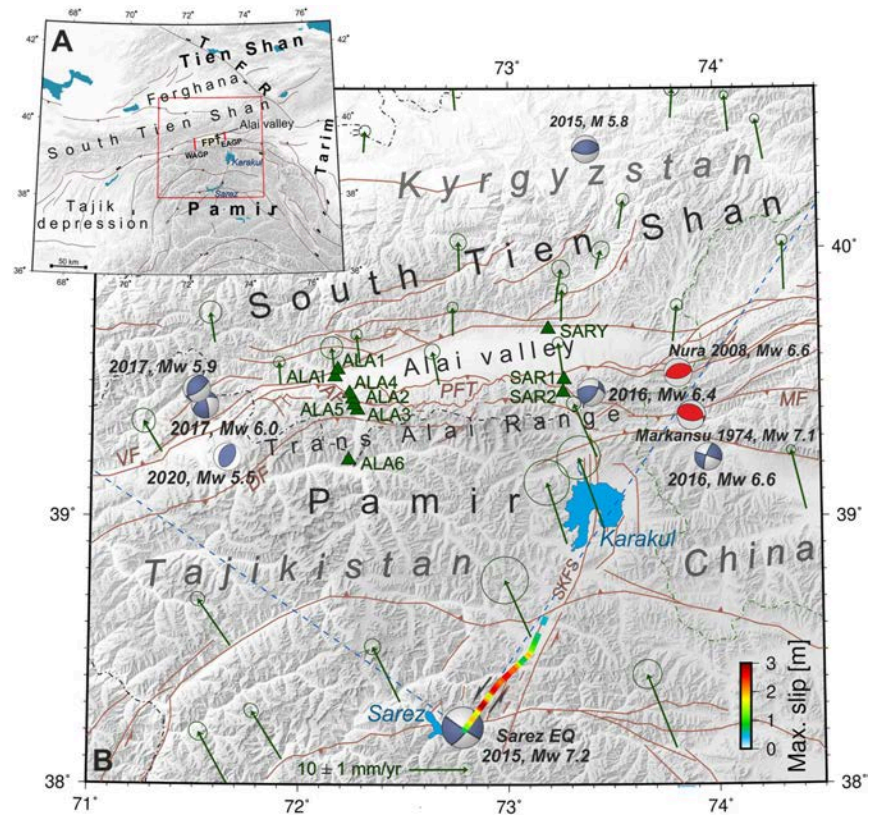 A
68° 70° 72° 74° 76°
42° 42°
40° 40°
38° 38°
36° 36°
68° 70° 72° 74°
T F F
Tien Shan
Ferghana
South Tien Shan
Alai valley
FPT
WAGP EAGP
Karakul
Sarez
Pamir
Tajik
depression
Tarim
50 km
73° 74°
2015, M 5.8
Kyrgyzstan
South Tien Shan
40°
SARY
Nura 2008, Mw 6.6
Alai valley
ALA1
ALAI
ALA4
ALA2
ALA5
ALA3
PFT
SAR1
SAR2
2016, Mw 6.4
MF
2017, Mw 5.9
2017, Mw 6.0
Trans Alai Range
Markansu 1974, Mw 7.1
VF
2020, Mw 5.5
ALA6
2016, Mw 6.6
Pamir
39° 39°
Karakul
Tajikistan
China
SKFS
Sarez
Sarez EQ
2015, Mw 7.2
Max. slip [m]
3
2
1
0
B
10 ± 1 mm/yr
38° 38°
71° 72° 73° 74°